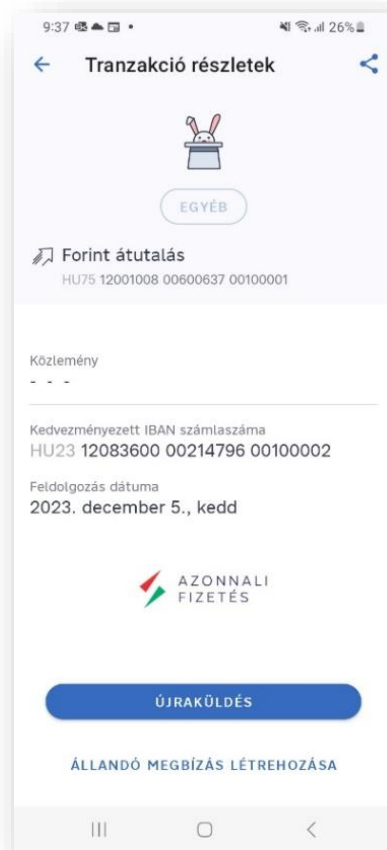 9:37 26%
Tranzakció részletek
EGYÉB
Forint átutalás
HU75 12001008 00600637 00100001
Közlemény
- - -
Kedvezményezett IBAN számlaszáma
HU23 12083600 00214796 00100002
Feldolgozás dátuma
2023. december 5., kedd
AZONNALI
FIZETÉS
ÚJRAKÜLDÉS
ÁLLANDÓ MEGBÍZÁS LÉTREHOZÁSA